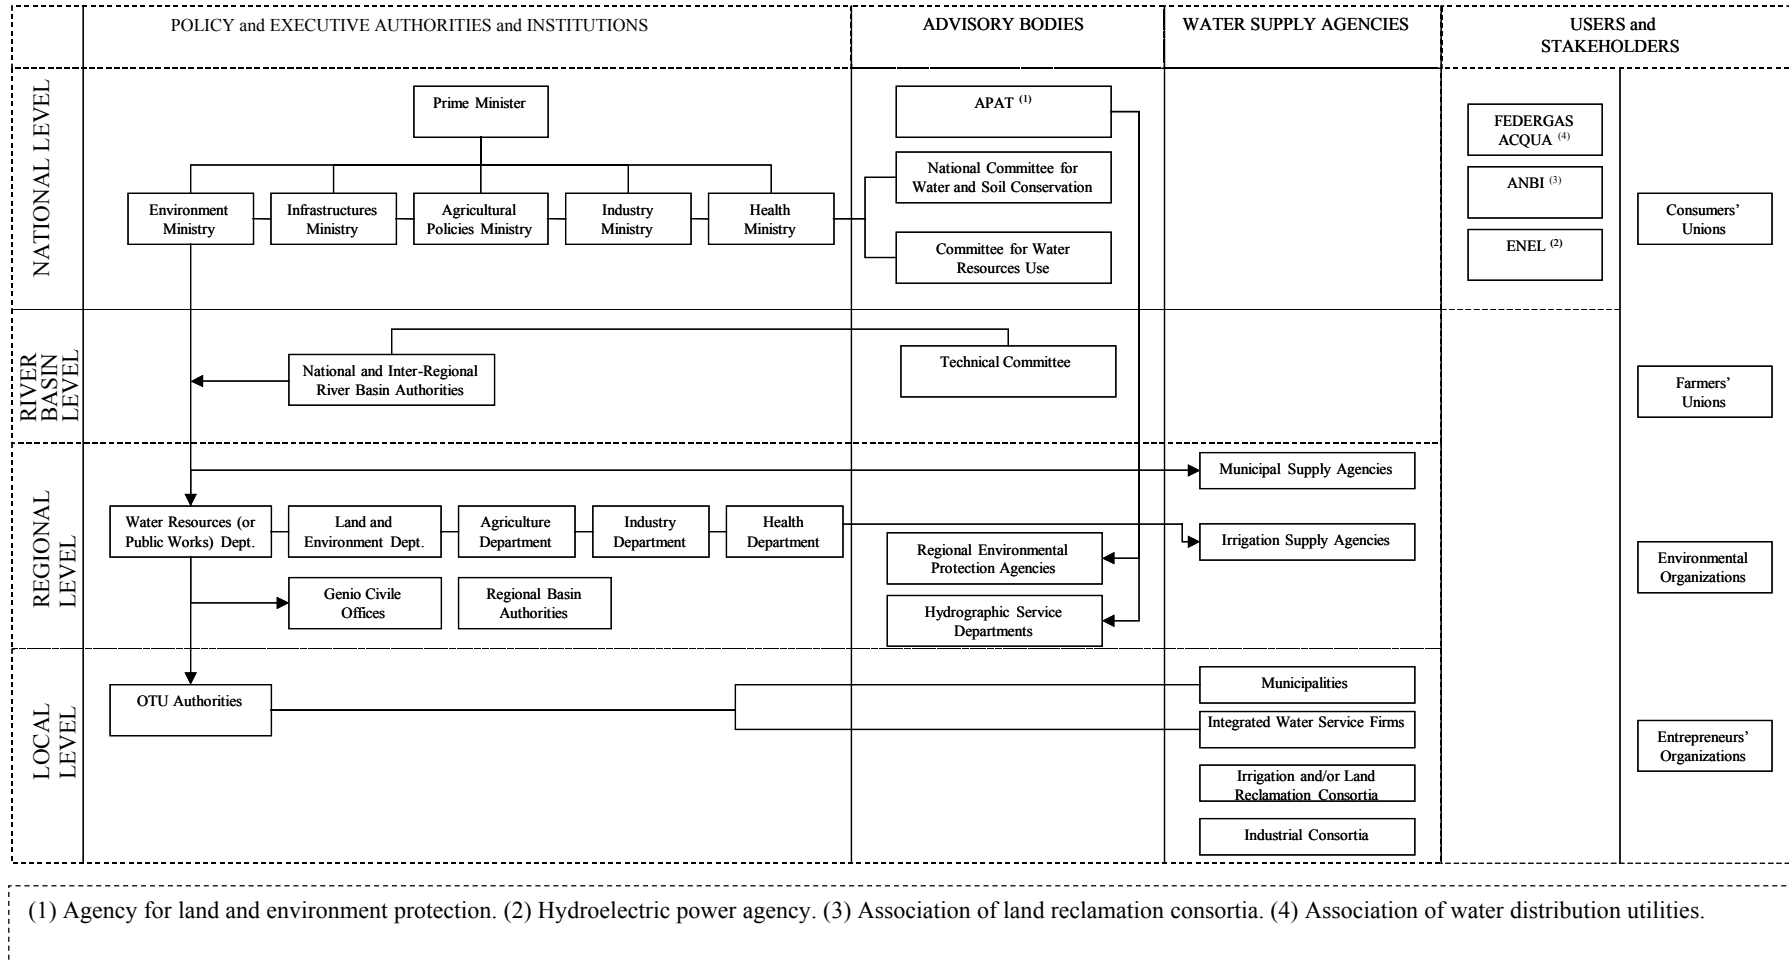 POLICY and EXECUTIVE AUTHORITIES and INSTITUTIONS
ADVISORY BODIES
WATER SUPPLY AGENCIES
USERS and
STAKEHOLDERS
NATIONAL LEVEL
Prime Minister
Environment
Ministry
Infrastructures
Ministry
Agricultural
Policies Ministry
Industry
Ministry
Health
Ministry
APAT (1)
National Committee for
Water and Soil Conservation
Committee for Water
Resources Use
FEDERGAS
ACQUA (4)
ANBI (3)
ENEL (2)
Consumers’
Unions
RIVER
BASIN
LEVEL
National and Inter-Regional
River Basin Authorities
Technical Committee
Farmers’
Unions
REGIONAL
LEVEL
Municipal Supply Agencies
Water Resources (or
Public Works) Dept.
Land and
Environment Dept.
Agriculture
Department
Industry
Department
Health
Department
Irrigation Supply Agencies
Regional Environmental
Protection Agencies
Genio Civile
Offices
Regional Basin
Authorities
Hydrographic Service
Departments
Environmental
Organizations
LOCAL
LEVEL
OTU Authorities
Municipalities
Integrated Water Service Firms
Irrigation and/or Land
Reclamation Consortia
Industrial Consortia
Entrepreneurs’
Organizations
(1) Agency for land and environment protection. (2) Hydroelectric power agency. (3) Association of land reclamation consortia. (4) Association of water distribution utilities.